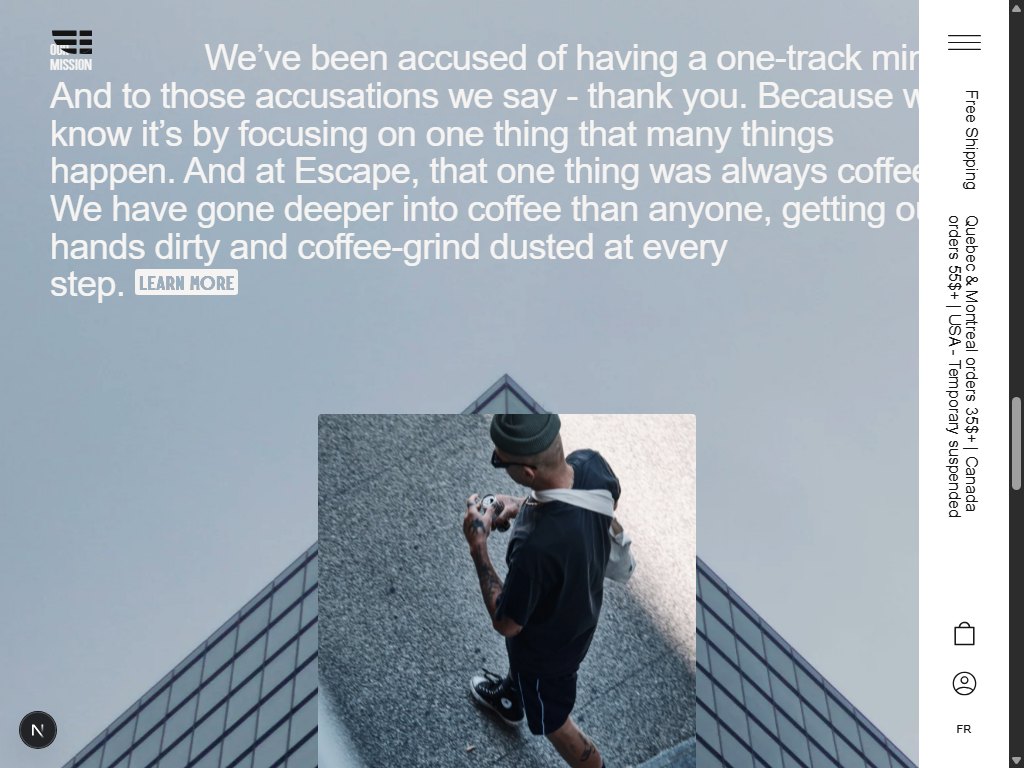 OUR
MISSION
We’ve been accused of having a one-track
And to those accusations we say - thank you. Because
know it’s by focusing on one thing that many things
happen. And at Escape, that one thing was always coffee
We have gone deeper into coffee than anyone, getting
hands dirty and coffee-grind dusted at every
step. LEARN MORE
Free Shipping
Quebec & Montreal orders 35$+ | Canada
orders 55$+ | USA - Temporary suspended
FR
N